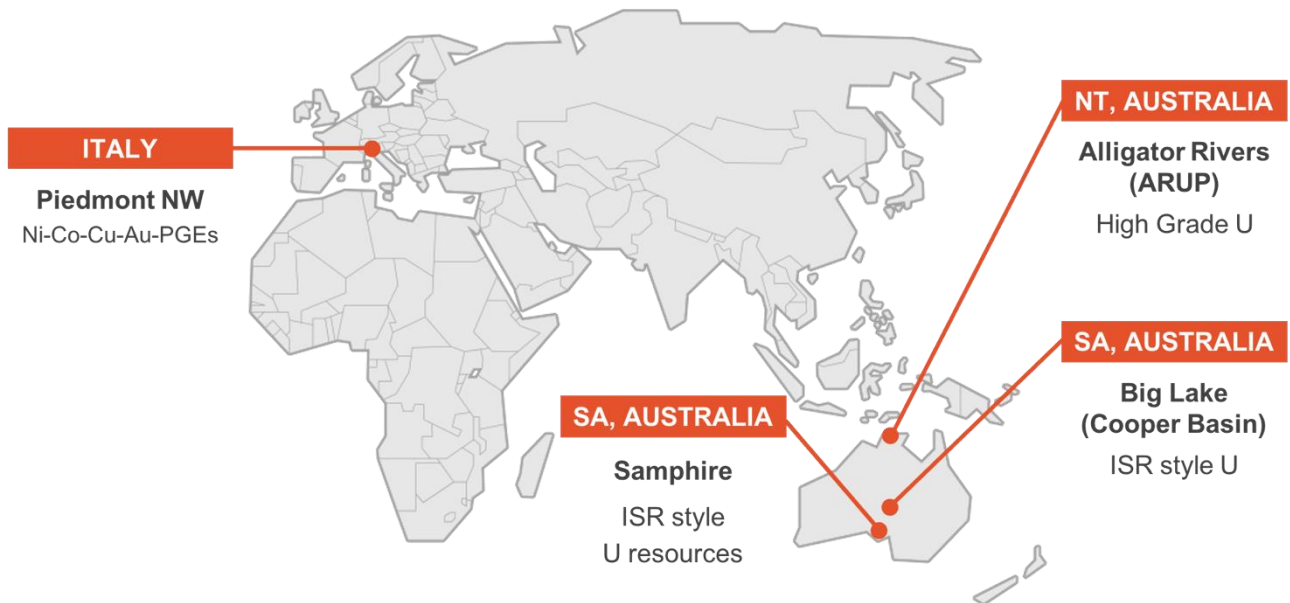 ITALY
Piedmont NW
Ni-Co-Cu-Au-PGEs
NT, AUSTRALIA
Alligator Rivers
(ARUP)
High Grade U
SA, AUSTRALIA
Big Lake
(Cooper Basin)
ISR style U
SA, AUSTRALIA
Samphire
ISR style
U resources